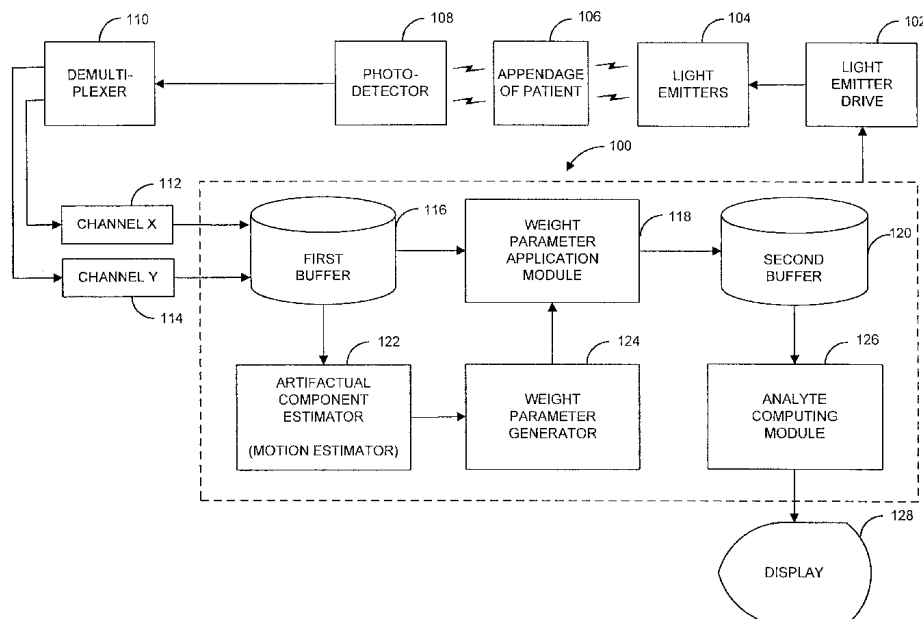 110
108
106
104
102
DEMULTI-
PLEXER
PHOTO-
DETECTOR
APPENDAGE
OF PATIENT
LIGHT
EMITTERS
LIGHT
EMITTER
DRIVE
100
112
CHANNEL X
116
118
120
FIRST
BUFFER
WEIGHT
PARAMETER
APPLICATION
MODULE
SECOND
BUFFER
CHANNEL Y
114
122
124
126
ARTIFACTUAL
COMPONENT
ESTIMATOR
(MOTION ESTIMATOR)
WEIGHT
PARAMETER
GENERATOR
ANALYTE
COMPUTING
MODULE
128
DISPLAY